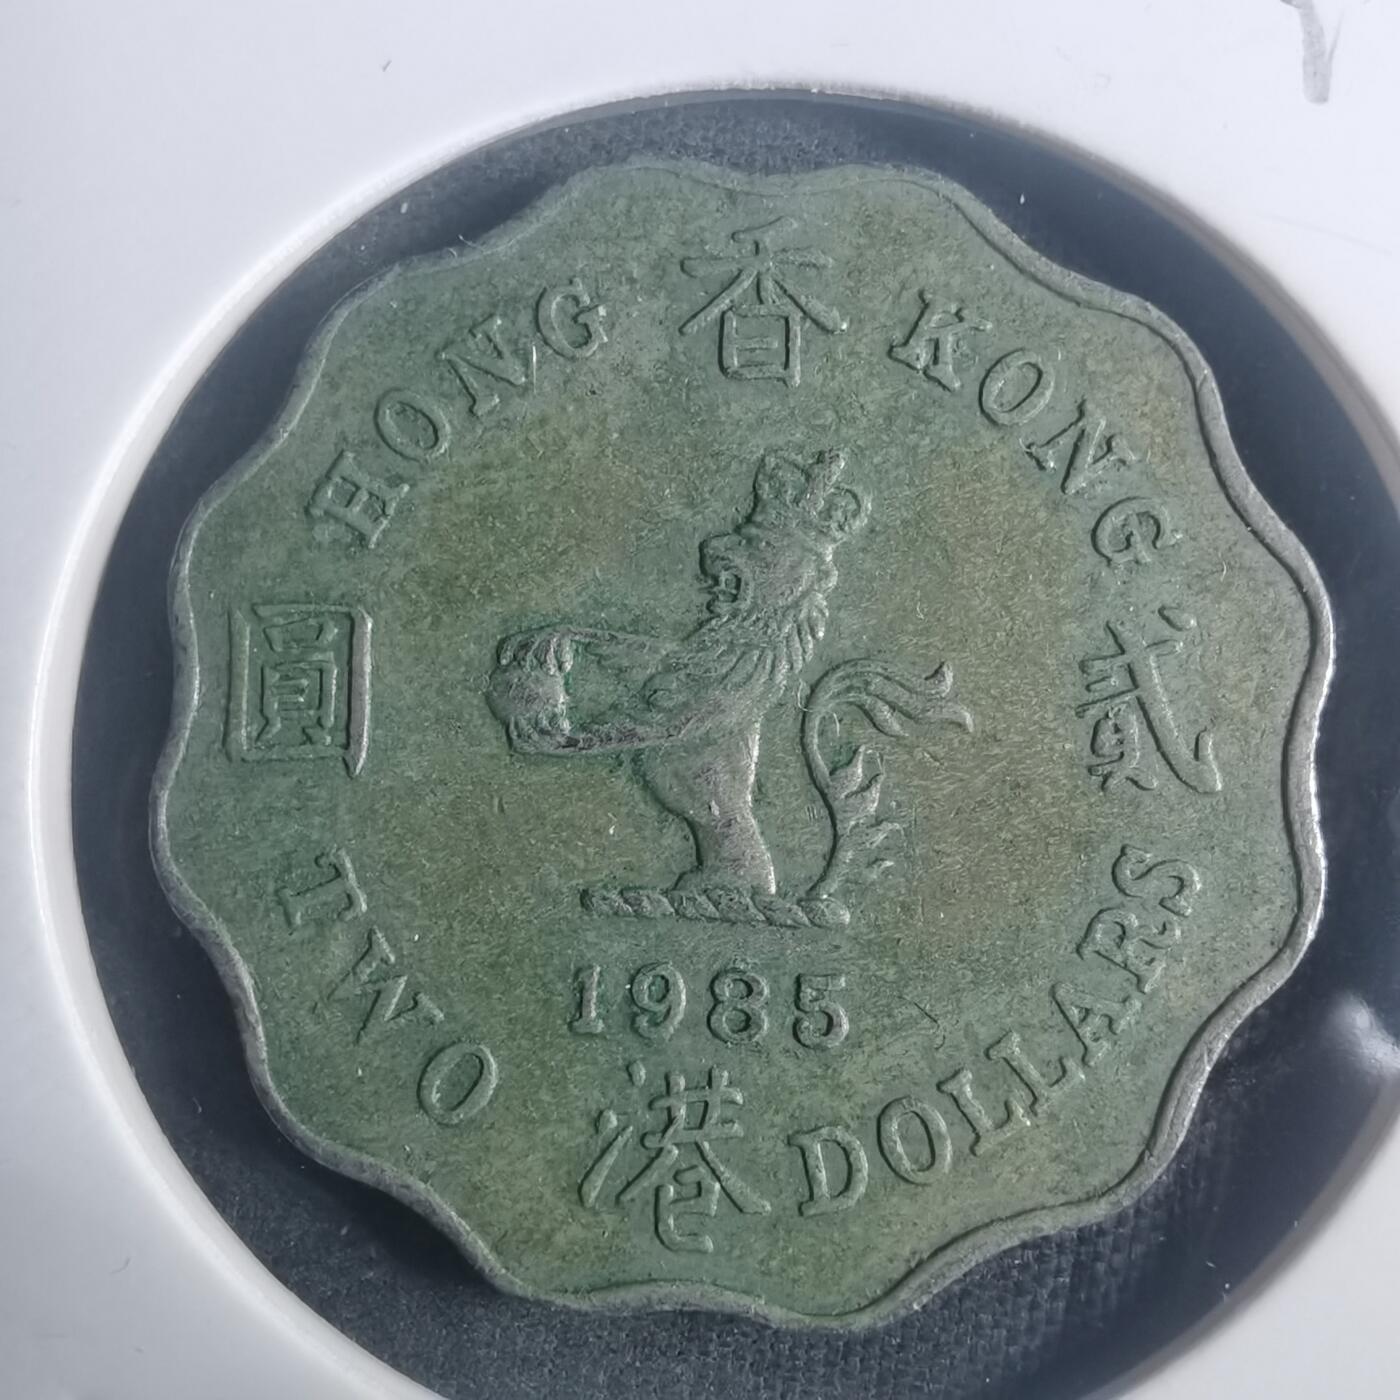 香
HONG KONG
圓 貳
1985
港
TWO DOLLARS